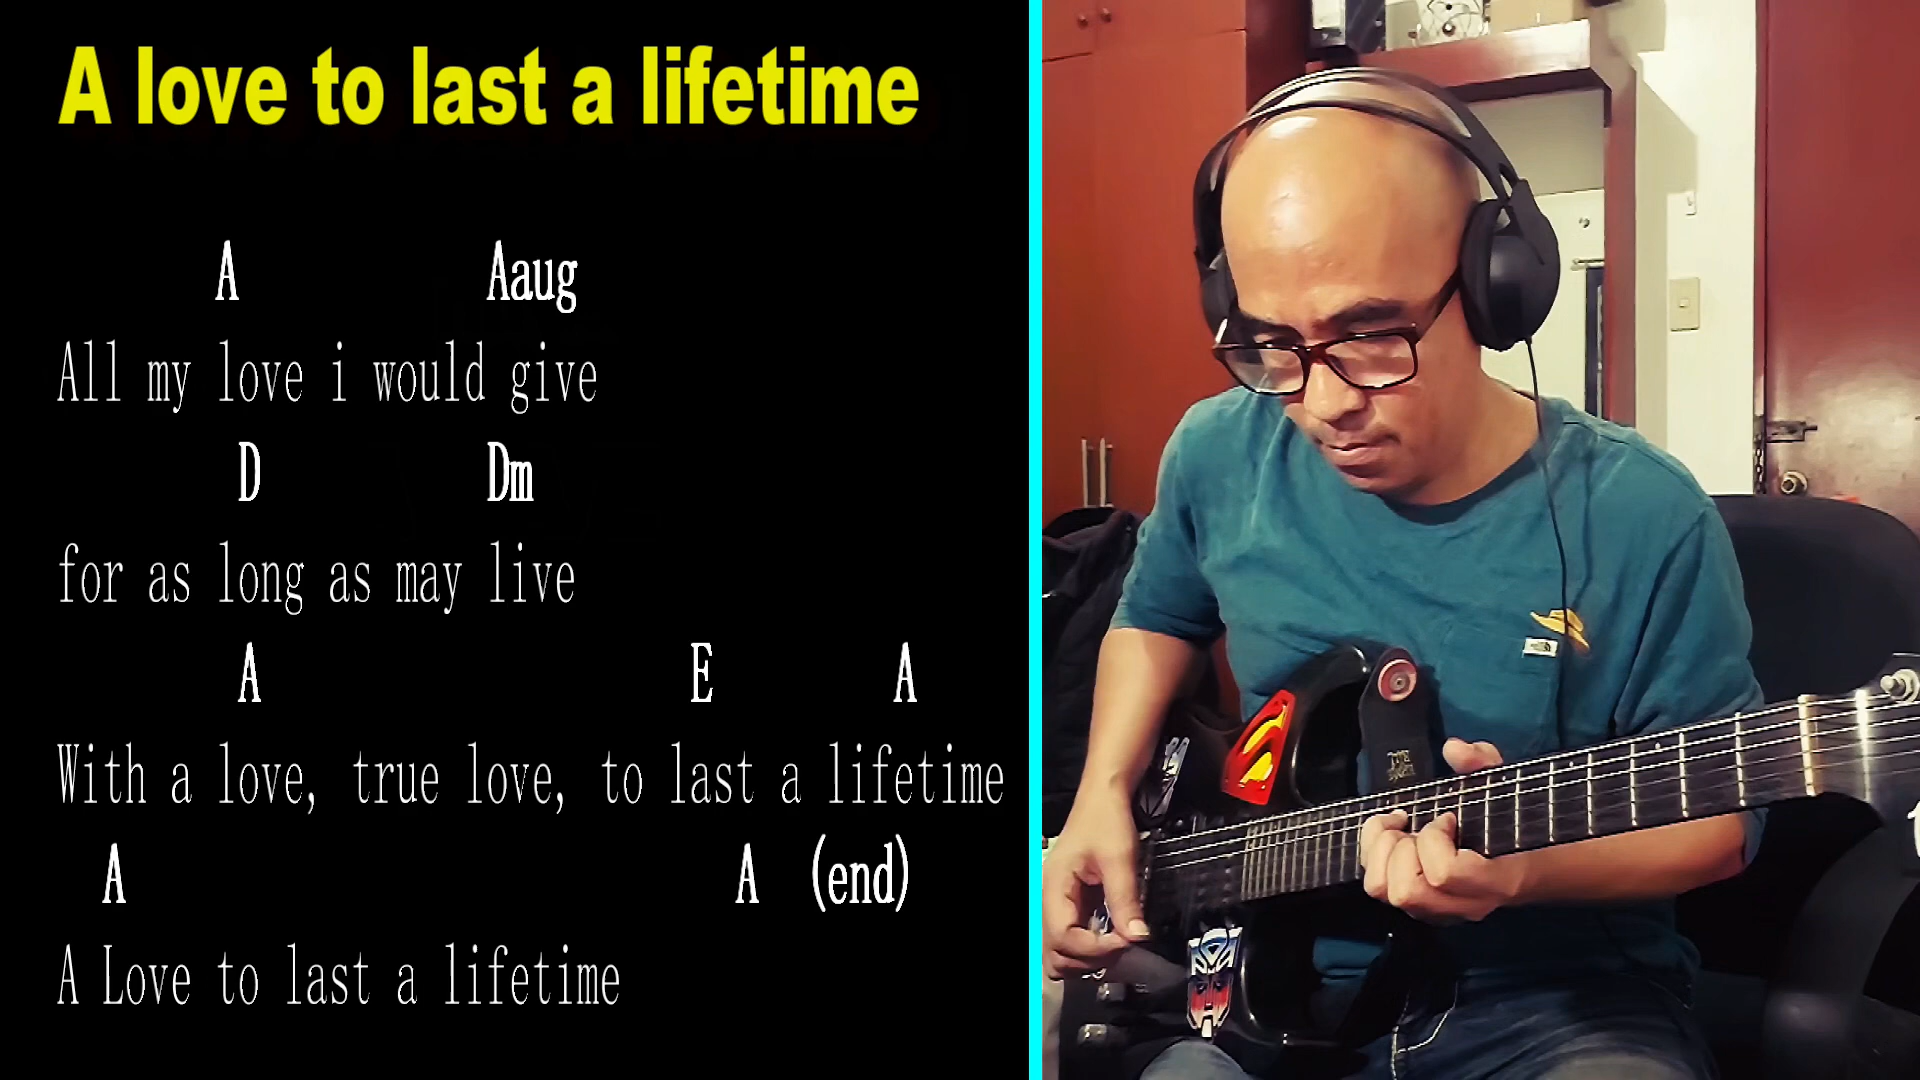 A love to last a lifetime
A Aaug
All my love i would give
D Dm
for as long as may live
A E A
With a love, true love, to last a lifetime
A A (end)
A Love to last a lifetime